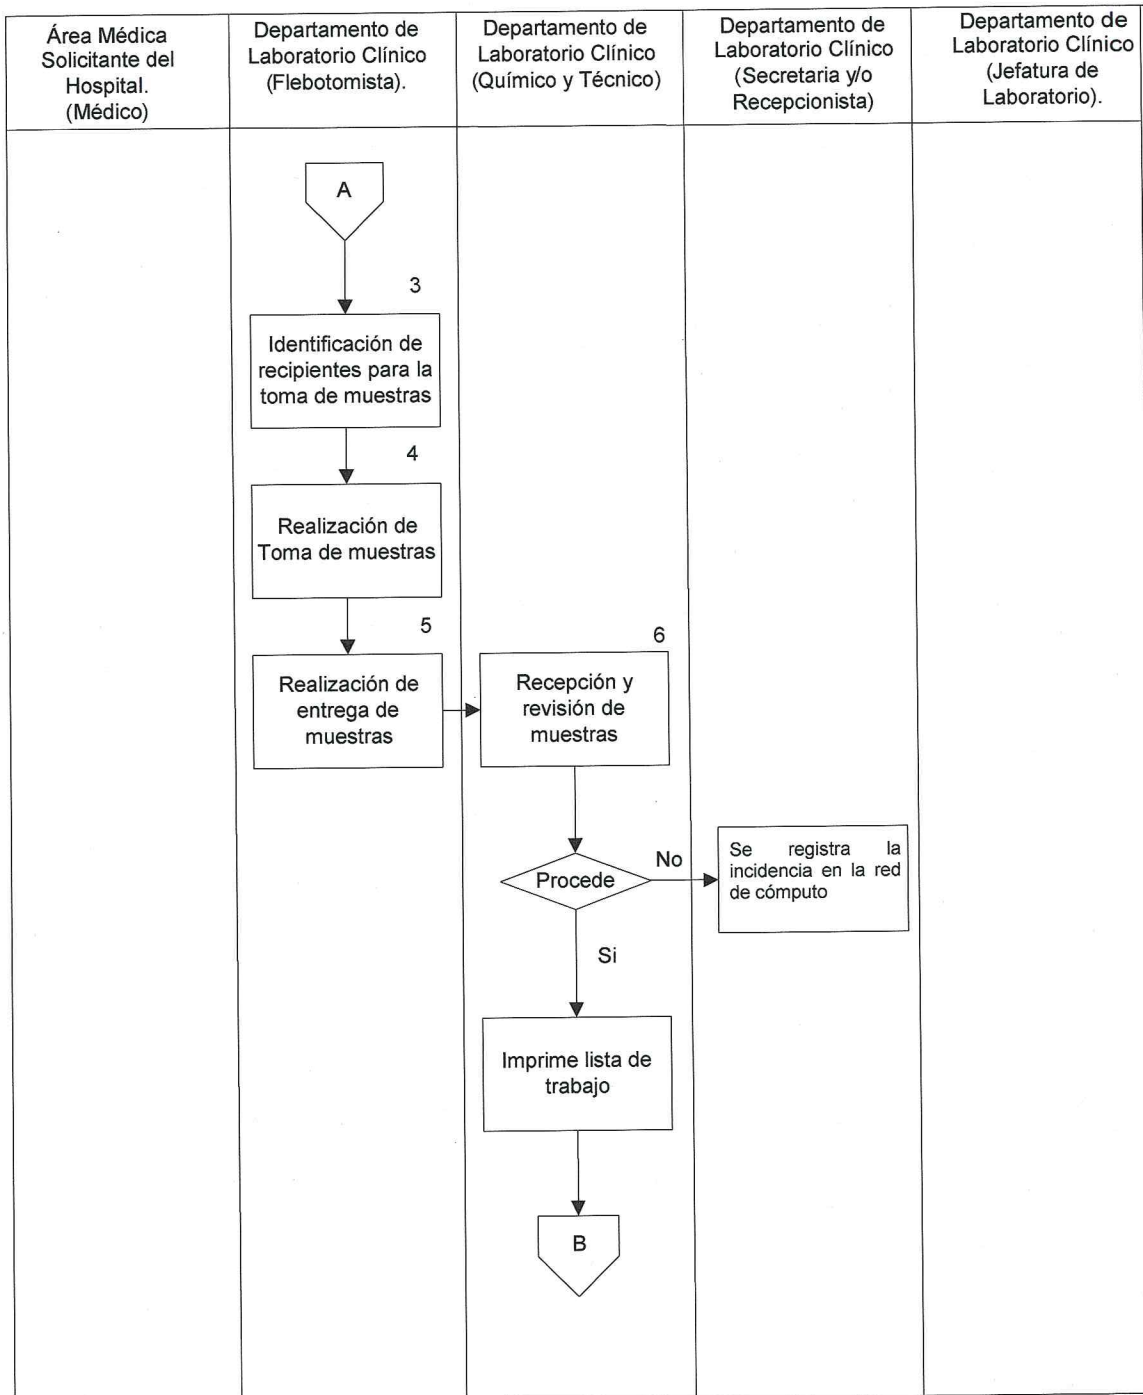 Área Médica
Solicitante del
Hospital.
(Médico)
Departamento de
Laboratorio Clínico
(Flebotomista).
Departamento de
Laboratorio Clínico
(Químico y Técnico)
Departamento de
Laboratorio Clínico
(Secretaria y/o
Recepcionista)
Departamento de
Laboratorio Clínico
(Jefatura de
Laboratorio).
A
3
Identificación de
recipientes para la
toma de muestras
4
Realización de
Toma de muestras
5
Realización de
entrega de
muestras
6
Recepción y
revisión de
muestras
Procede
No
Se registra la
incidencia en la red
de cómputo
Si
Imprime lista de
trabajo
B